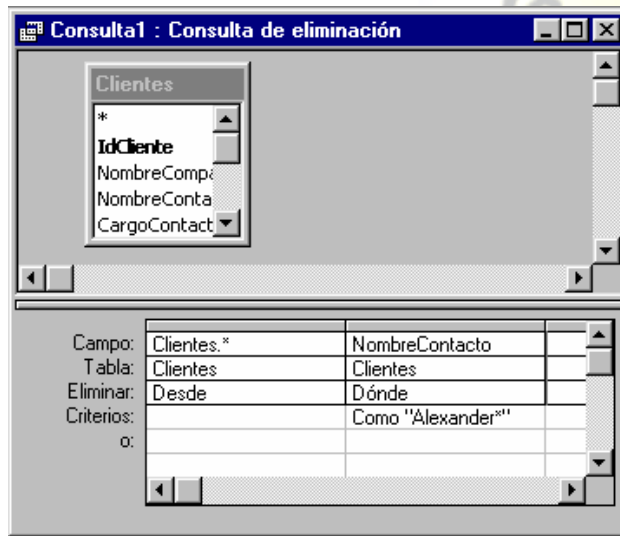 Consulta1 : Consulta de eliminación
Clientes
*
IdCliente
NombreCompa
NombreConta
CargoContact
Campo: Clientes.* NombreContacto
Tabla: Clientes Clientes
Eliminar: Desde Dónde
Criterios: Como "Alexander*"
o: